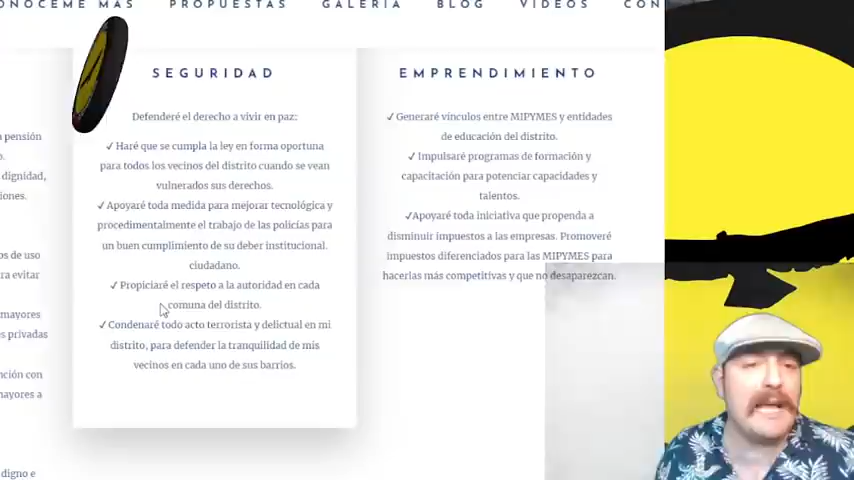 CONÓCEME MÁS PROPUESTAS GALERÍA BLOG VIDEOS CON
a pensión
o.
dignidad,
iones.
os de uso
ra evitar
mayores
es privadas
nción con
mayores a
digno e
SEGURIDAD
Defenderé el derecho a vivir en paz:
✓ Haré que se cumpla la ley en forma oportuna
para todos los vecinos del distrito cuando se vean
vulnerados sus derechos.
✓ Apoyaré toda medida para mejorar tecnológica y
procedimentalmente el trabajo de las policías para
un buen cumplimiento de su deber institucional.
ciudadano.
✓ Propiciaré el respeto a la autoridad en cada
comuna del distrito.
✓ Condenaré todo acto terrorista y delictual en mi
distrito, para defender la tranquilidad de mis
vecinos en cada uno de sus barrios.
EMPRENDIMIENTO
✓ Generaré vínculos entre MIPYMES y entidades
de educación del distrito.
✓ Impulsaré programas de formación y
capacitación para potenciar capacidades y
talentos.
✓Apoyaré toda iniciativa que propenda a
disminuir impuestos a las empresas. Promoveré
impuestos diferenciados para las MIPYMES para
hacerlas más competitivas y que no desaparezcan.